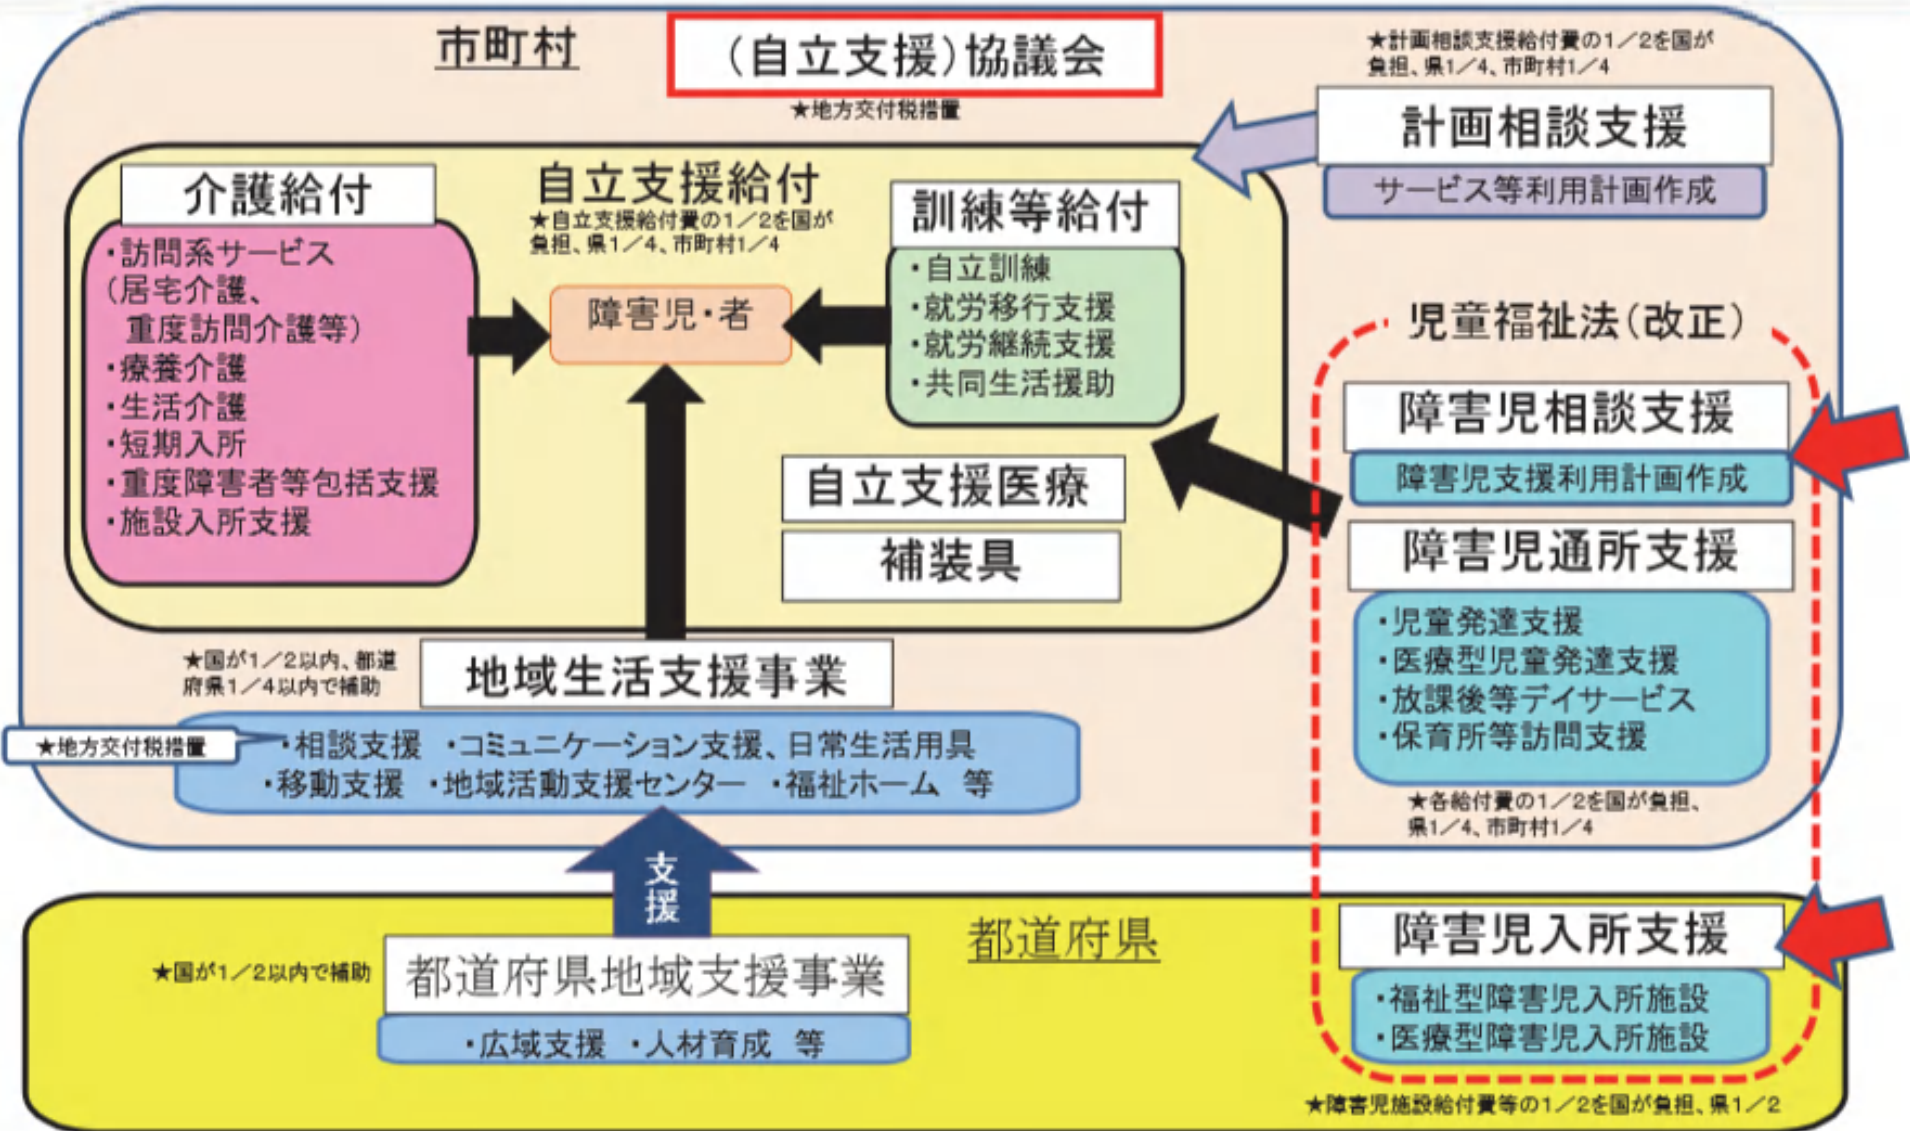 市町村
（自立支援）協議会
★地方交付税措置
★計画相談支援給付費の1／2を国が
負担、県1／4、市町村1／4
計画相談支援
サービス等利用計画作成
自立支援給付
★自立支援給付費の1／2を国が
負担、県1／4、市町村1／4
介護給付
・訪問系サービス
（居宅介護、
重度訪問介護等）
・療養介護
・生活介護
・短期入所
・重度障害者等包括支援
・施設入所支援
障害児・者
訓練等給付
・自立訓練
・就労移行支援
・就労継続支援
・共同生活援助
自立支援医療
補装具
児童福祉法（改正）
障害児相談支援
障害児支援利用計画作成
障害児通所支援
・児童発達支援
・医療型児童発達支援
・放課後等デイサービス
・保育所等訪問支援
★各給付費の1／2を国が負担、
県1／4、市町村1／4
★国が1／2以内、都道
府県1／4以内で補助
地域生活支援事業
★地方交付税措置
・相談支援 ・コミュニケーション支援、日常生活用具
・移動支援 ・地域活動支援センター ・福祉ホーム 等
支援
都道府県
★国が1／2以内で補助
都道府県地域支援事業
・広域支援 ・人材育成 等
障害児入所支援
・福祉型障害児入所施設
・医療型障害児入所施設
★障害児施設給付費等の1／2を国が負担、県1／2